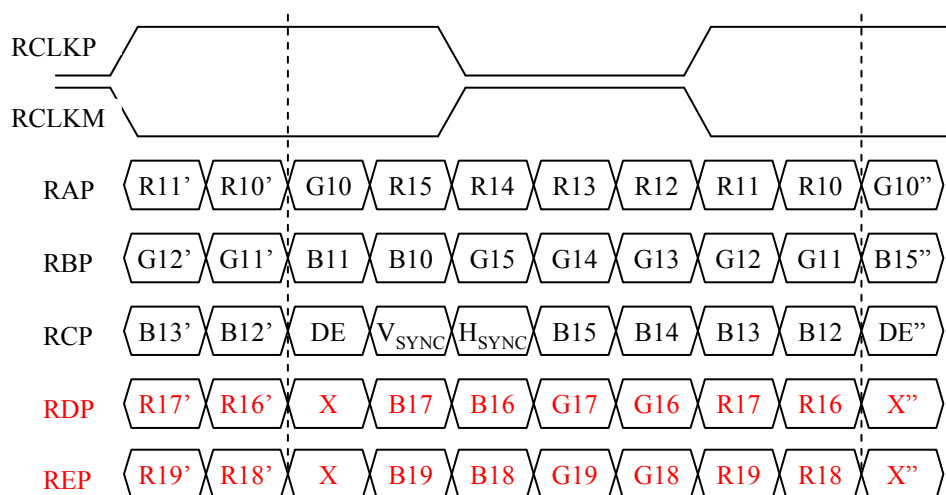 RCLKP
RCLKM
RAP R11’ R10’ G10 R15 R14 R13 R12 R11 R10 G10”
RBP G12’ G11’ B11 B10 G15 G14 G13 G12 G11 B15”
RCP B13’ B12’ DE VSYNC HSYNC B15 B14 B13 B12 DE”
RDP R17’ R16’ X B17 B16 G17 G16 R17 R16 X”
REP R19’ R18’ X B19 B18 G19 G18 R19 R18 X”